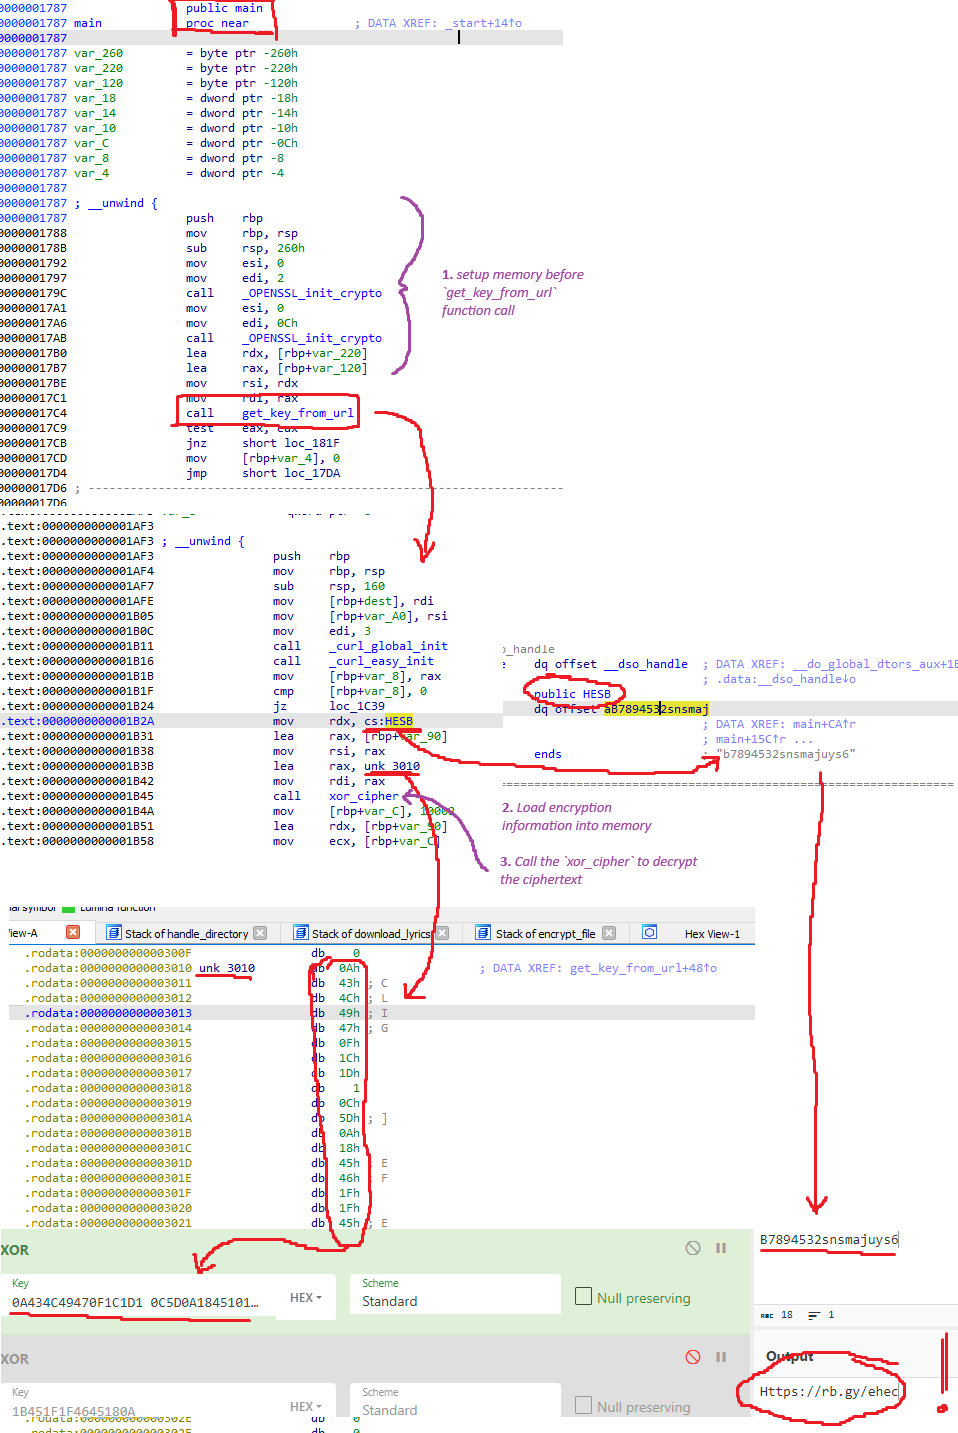 0000001787 public main
0000001787 main proc near ; DATA XREF: _start+14↑o
0000001787
0000001787 var_260 = byte ptr -260h
0000001787 var_220 = byte ptr -220h
0000001787 var_120 = byte ptr -120h
0000001787 var_18 = dword ptr -18h
0000001787 var_14 = dword ptr -14h
0000001787 var_10 = dword ptr -10h
0000001787 var_C = dword ptr -0Ch
0000001787 var_8 = dword ptr -8
0000001787 var_4 = dword ptr -4
0000001787
0000001787 ; __unwind {
0000001787 push rbp
0000001788 mov rbp, rsp
000000178B sub rsp, 260h
0000001792 mov esi, 0
0000001797 mov edi, 2
000000179C call _OPENSSL_init_crypto
00000017A1 mov esi, 0
00000017A6 mov edi, 0Ch
00000017AB call _OPENSSL_init_crypto
00000017B0 lea rdx, [rbp+var_220]
00000017B7 lea rax, [rbp+var_120]
00000017BE mov rsi, rdx
00000017C1 mov rdi, rax
00000017C4 call get_key_from_url
00000017C9 test eax, eax
00000017CB jnz short loc_181F
00000017CD mov [rbp+var_4], 0
00000017D4 jmp short loc_17DA
00000017D6 ; -------------------------------------------------------------------
00000017D6
1. setup memory before
`get_key_from_url`
function call
.text:0000000000001AF3
.text:0000000000001AF3 ; __unwind {
.text:0000000000001AF3 push rbp
.text:0000000000001AF4 mov rbp, rsp
.text:0000000000001AF7 sub rsp, 160
.text:0000000000001AFE mov [rbp+dest], rdi
.text:0000000000001B05 mov [rbp+var_A0], rsi
.text:0000000000001B0C mov edi, 3
.text:0000000000001B11 call _curl_global_init
.text:0000000000001B16 call _curl_easy_init
.text:0000000000001B1B mov [rbp+var_8], rax
.text:0000000000001B1F cmp [rbp+var_8], 0
.text:0000000000001B24 jz loc_1C39
.text:0000000000001B2A mov rdx, cs:HESB
.text:0000000000001B31 lea rax, [rbp+var_90]
.text:0000000000001B38 mov rsi, rax
.text:0000000000001B3B lea rax, unk_3010
.text:0000000000001B42 mov rdi, rax
.text:0000000000001B45 call xor_cipher
.text:0000000000001B4A mov [rbp+var_C], 10002
.text:0000000000001B51 lea rdx, [rbp+var_90]
.text:0000000000001B58 mov ecx, [rbp+var_C]
o_handle
dq offset __dso_handle ; DATA XREF: __do_global_dtors_aux+1B
; .data:__dso_handle↓o
public HESB
dq offset aB7894532snsmaj
; DATA XREF: main+CA↑r
; main+15C↑r ...
ends ; "b7894532snsmajuys6"
2. Load encryption
information into memory
3. Call the `xor_cipher` to decrypt
the ciphertext
Lumina function
View-A Stack of handle_directory Stack of download_lyrics Stack of encrypt_file Hex View-1
.rodata:000000000000300F db 0
.rodata:0000000000003010 unk_3010 db 0Ah ; DATA XREF: get_key_from_url+48↑o
.rodata:0000000000003011 db 43h ; C
.rodata:0000000000003012 db 4Ch ; L
.rodata:0000000000003013 db 49h ; I
.rodata:0000000000003014 db 47h ; G
.rodata:0000000000003015 db 0Fh
.rodata:0000000000003016 db 1Ch
.rodata:0000000000003017 db 1Dh
.rodata:0000000000003018 db 1
.rodata:0000000000003019 db 0Ch
.rodata:000000000000301A db 5Dh ; ]
.rodata:000000000000301B db 0Ah
.rodata:000000000000301C db 18h
.rodata:000000000000301D db 45h ; E
.rodata:000000000000301E db 46h ; F
.rodata:000000000000301F db 1Fh
.rodata:0000000000003020 db 1Fh
.rodata:0000000000003021 db 45h ; E
XOR
Key
0A434C49470F1C1D1 0C5D0A1845101...
HEX
Scheme
Standard
Null preserving
B7894532snsmajuys6
ABC 18 1
XOR
Key
1B451F1F4645180A
HEX
Scheme
Standard
Null preserving
Output
Https://rb.gy/ehec
.rodata:000000000000302E db 0
.rodata:000000000000302F db 0